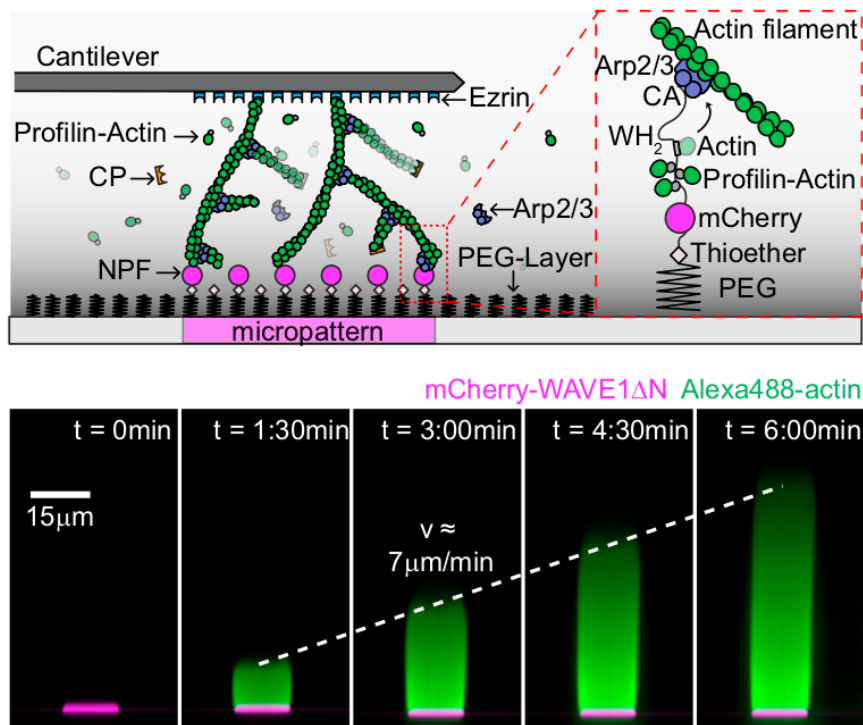 Cantilever
Ezrin
Profilin-Actin
CP
Arp2/3
NPF
PEG-Layer
micropattern
Actin filament
Arp2/3
CA
WH2
Actin
Profilin-Actin
mCherry
Thioether
PEG
mCherry-WAVE1ΔN Alexa488-actin
t = 0min
t = 1:30min
t = 3:00min
t = 4:30min
t = 6:00min
15μm
v ≈
7μm/min